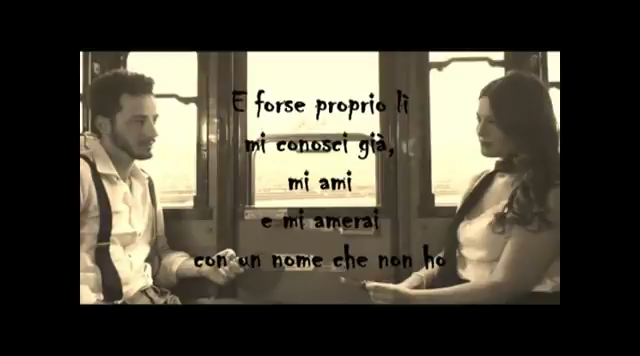 E forse proprio lì
mi conosci già,
mi ami
e mi amerai
con un nome che non ho